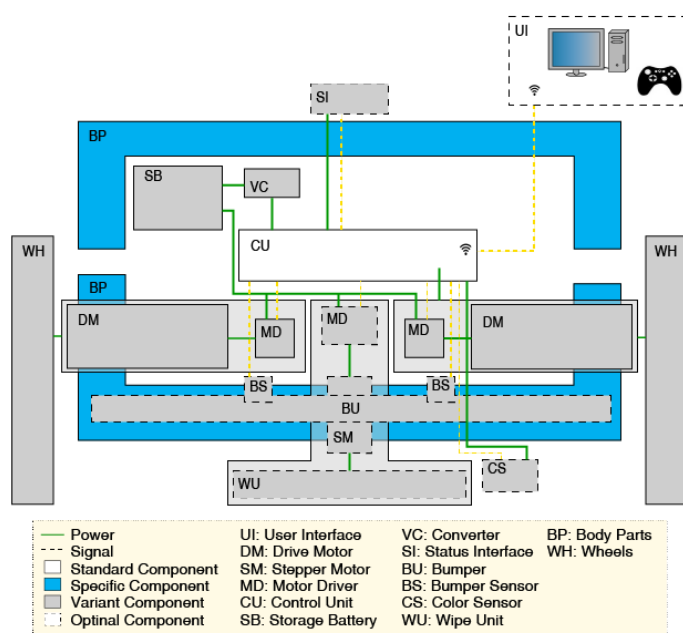 UI
SI
BP
SB
VC
CU
WH
WH
BP
DM
MD
MD
MD
DM
BS
BS
BU
SM
CS
WU
Power
Signal
Standard Component
Specific Component
Variant Component
Optinal Component
UI: User Interface
DM: Drive Motor
SM: Stepper Motor
MD: Motor Driver
CU: Control Unit
SB: Storage Battery
VC: Converter
SI: Status Interface
BU: Bumper
BS: Bumper Sensor
CS: Color Sensor
WU: Wipe Unit
BP: Body Parts
WH: Wheels